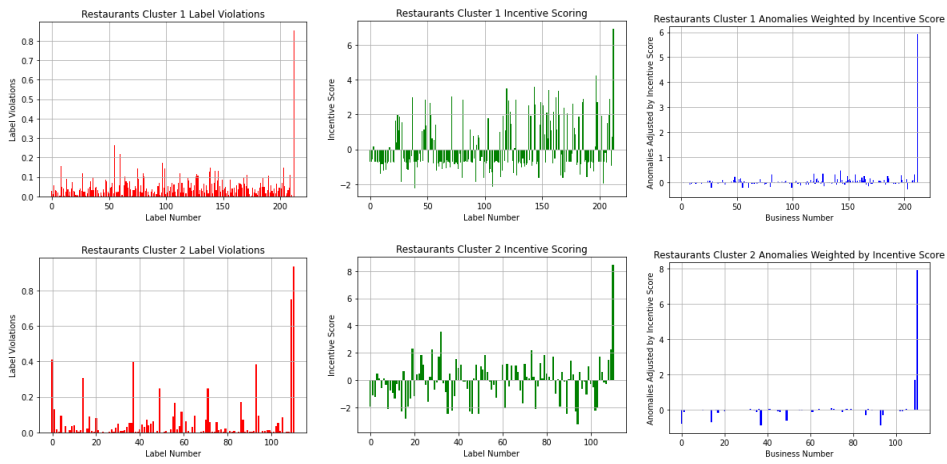 Restaurants Cluster 1 Label Violations
Label Violations
0.8
0.7
0.6
0.5
0.4
0.3
0.2
0.1
0.0
0 50 100 150 200
Label Number
Restaurants Cluster 1 Incentive Scoring
Incentive Score
6
4
2
0
−2
0 50 100 150 200
Label Number
Restaurants Cluster 1 Anomalies Weighted by Incentive Score
Anomalies Adjusted by Incentive Score
6
5
4
3
2
1
0
−1
0 50 100 150 200
Business Number
Restaurants Cluster 2 Label Violations
Label Violations
0.8
0.6
0.4
0.2
0.0
0 20 40 60 80 100
Label Number
Restaurants Cluster 2 Incentive Scoring
Incentive Score
8
6
4
2
0
−2
0 20 40 60 80 100
Label Number
Restaurants Cluster 2 Anomalies Weighted by Incentive Score
Anomalies Adjusted by Incentive Score
8
6
4
2
0
−2
0 20 40 60 80 100
Business Number